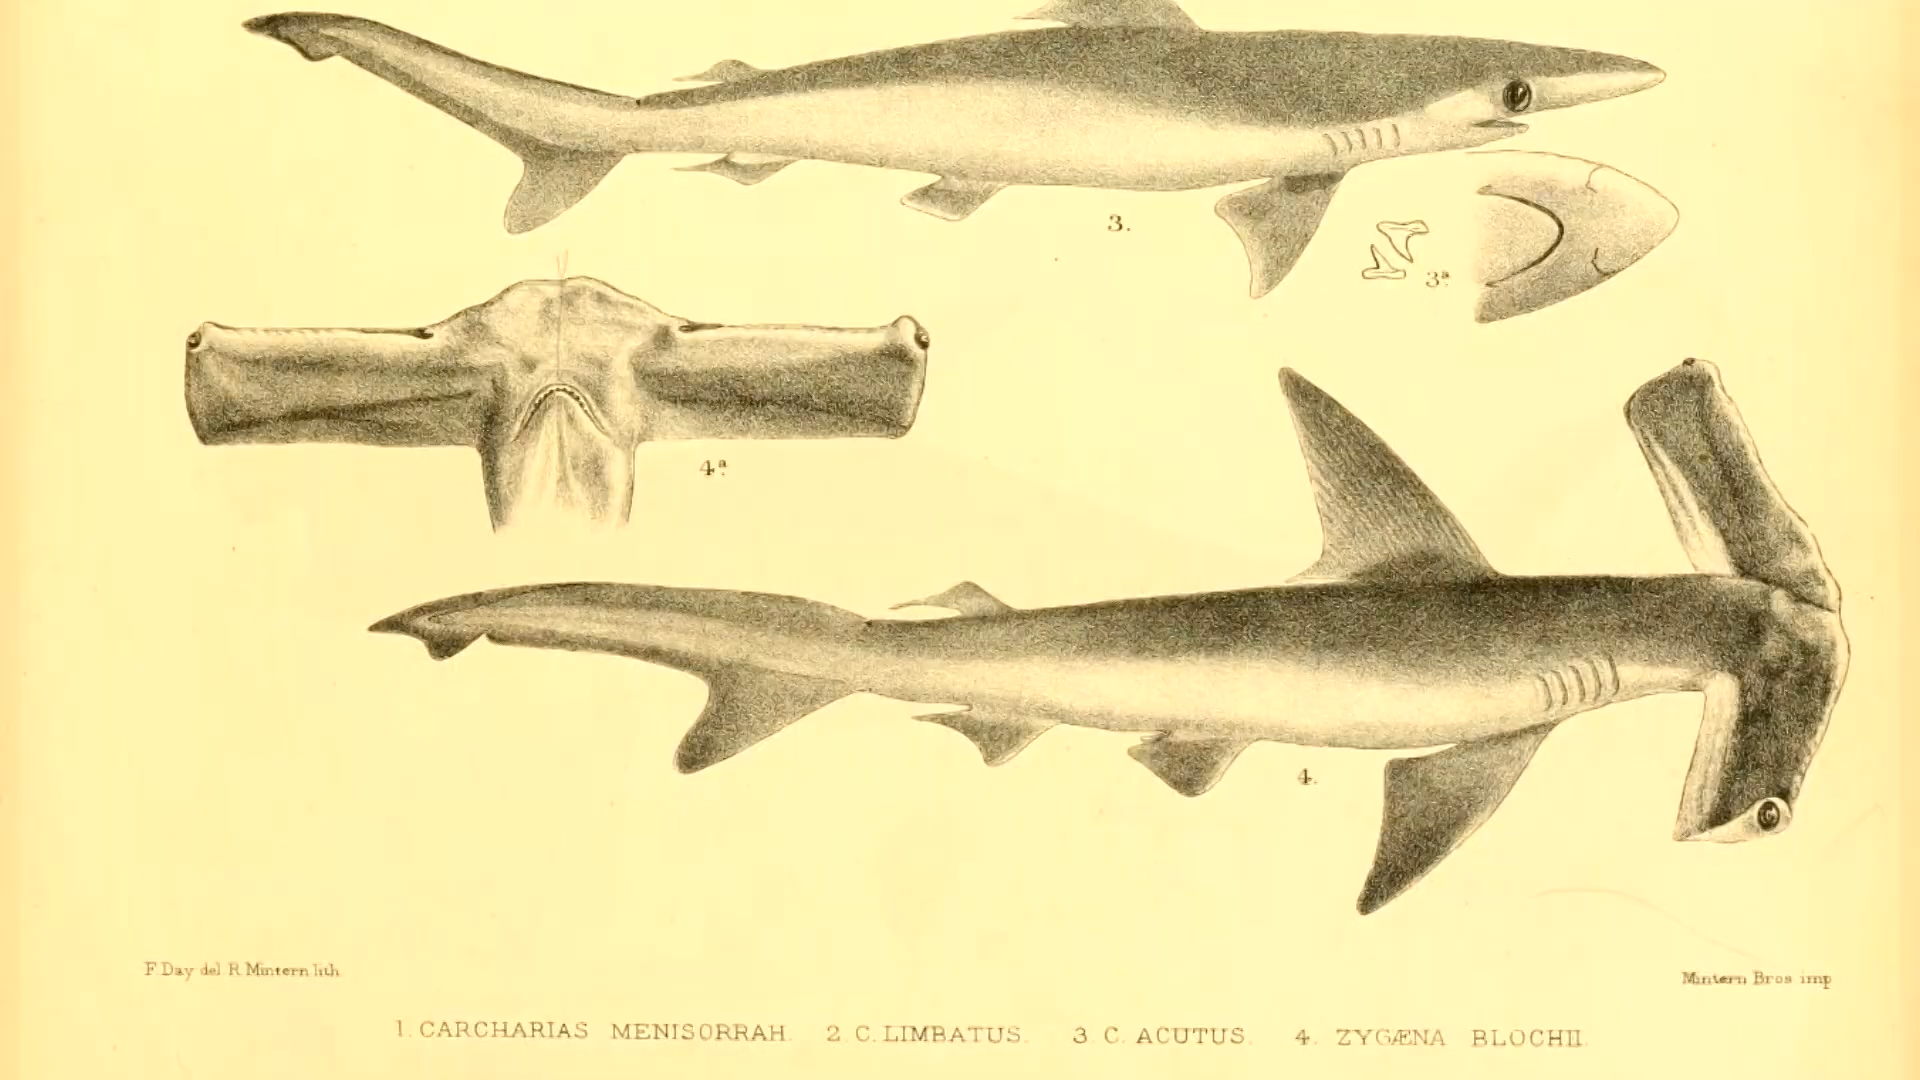 3.
3a.
4a.
4.
F. Day del R. Mintern lith
Mintern Bros imp
1. CARCHARIAS MENISORRAH. 2. C. LIMBATUS. 3. C. ACUTUS. 4. ZYGÆNA BLOCHII.